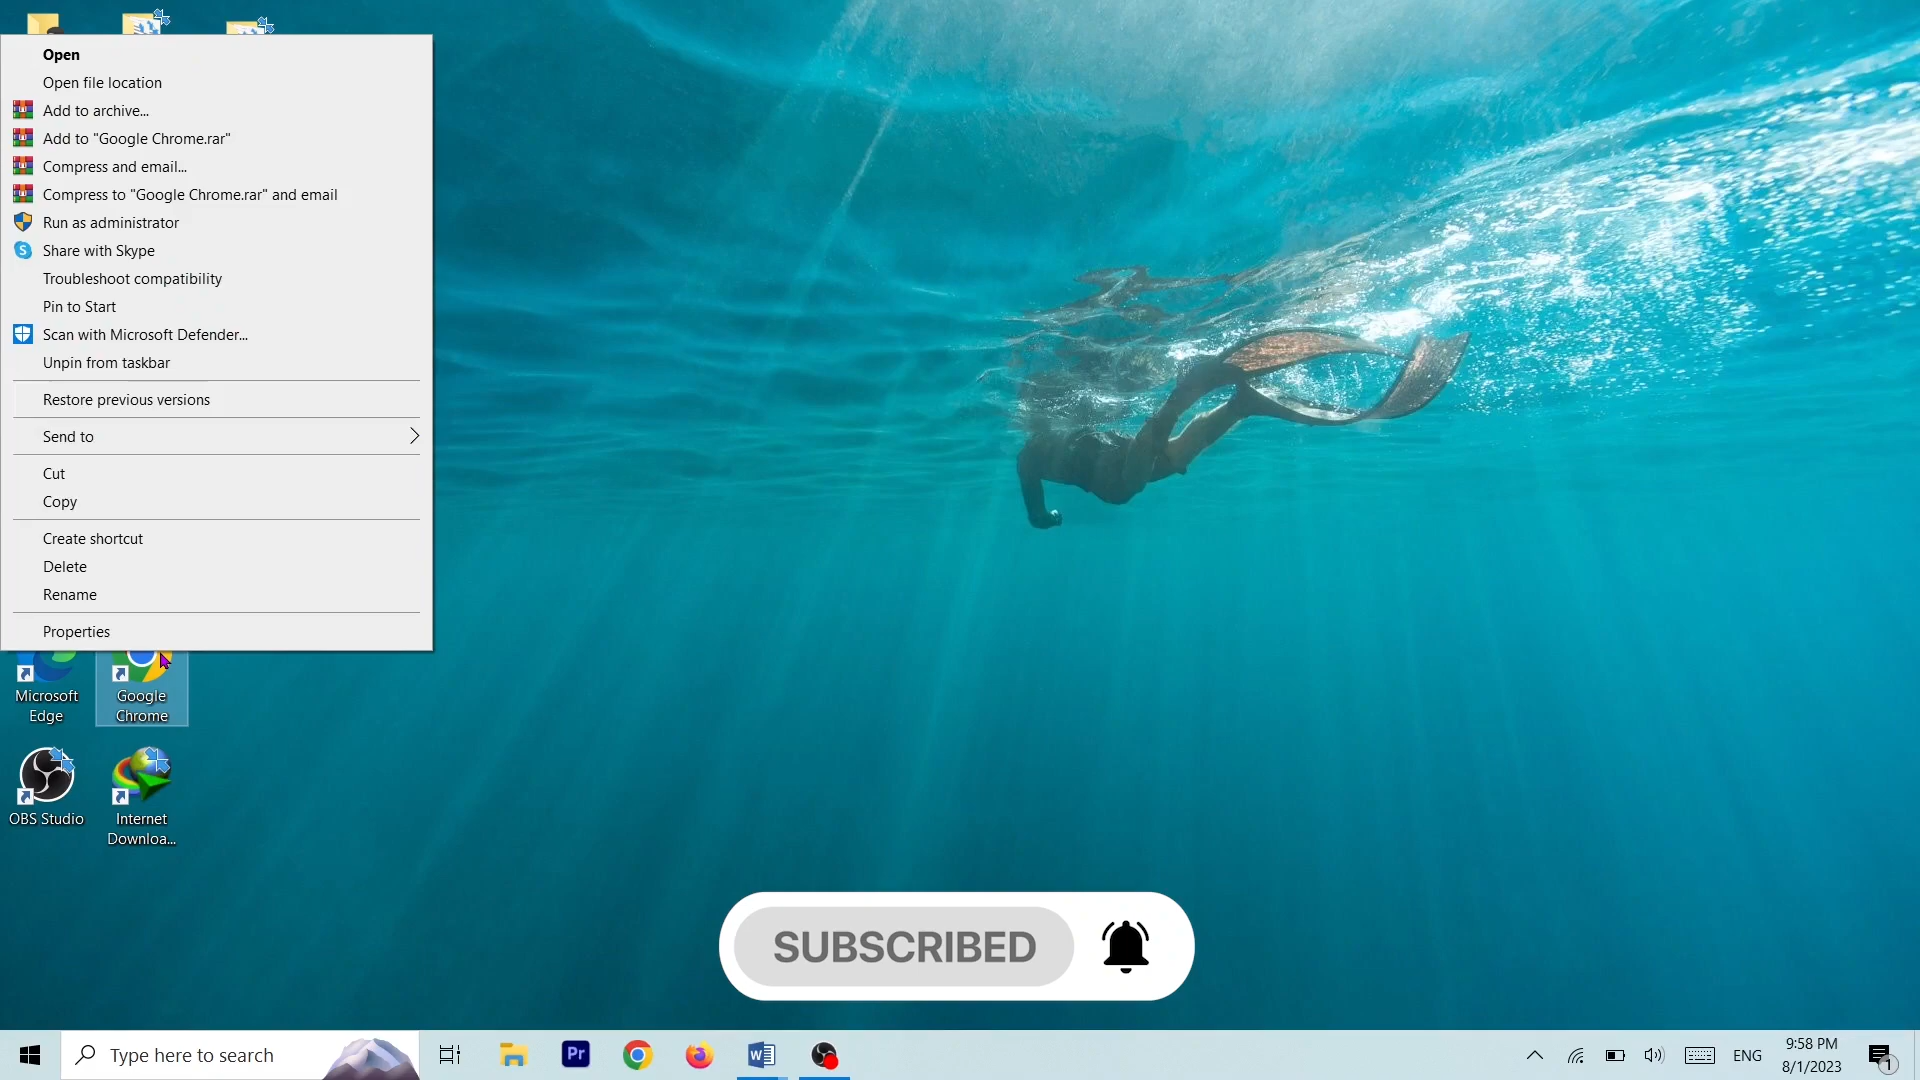 Open
Open file location
Add to archive...
Add to "Google Chrome.rar"
Compress and email...
Compress to "Google Chrome.rar" and email
Run as administrator
S Share with Skype
Troubleshoot compatibility
Pin to Start
Scan with Microsoft Defender...
Unpin from taskbar
Restore previous versions
Send to
Cut
Copy
Create shortcut
Delete
Rename
Properties
Microsoft
Edge
Google
Chrome
OBS Studio
Internet
Downloa...
SUBSCRIBED
Type here to search
Pr
W
ENG
9:58 PM
8/1/2023
1